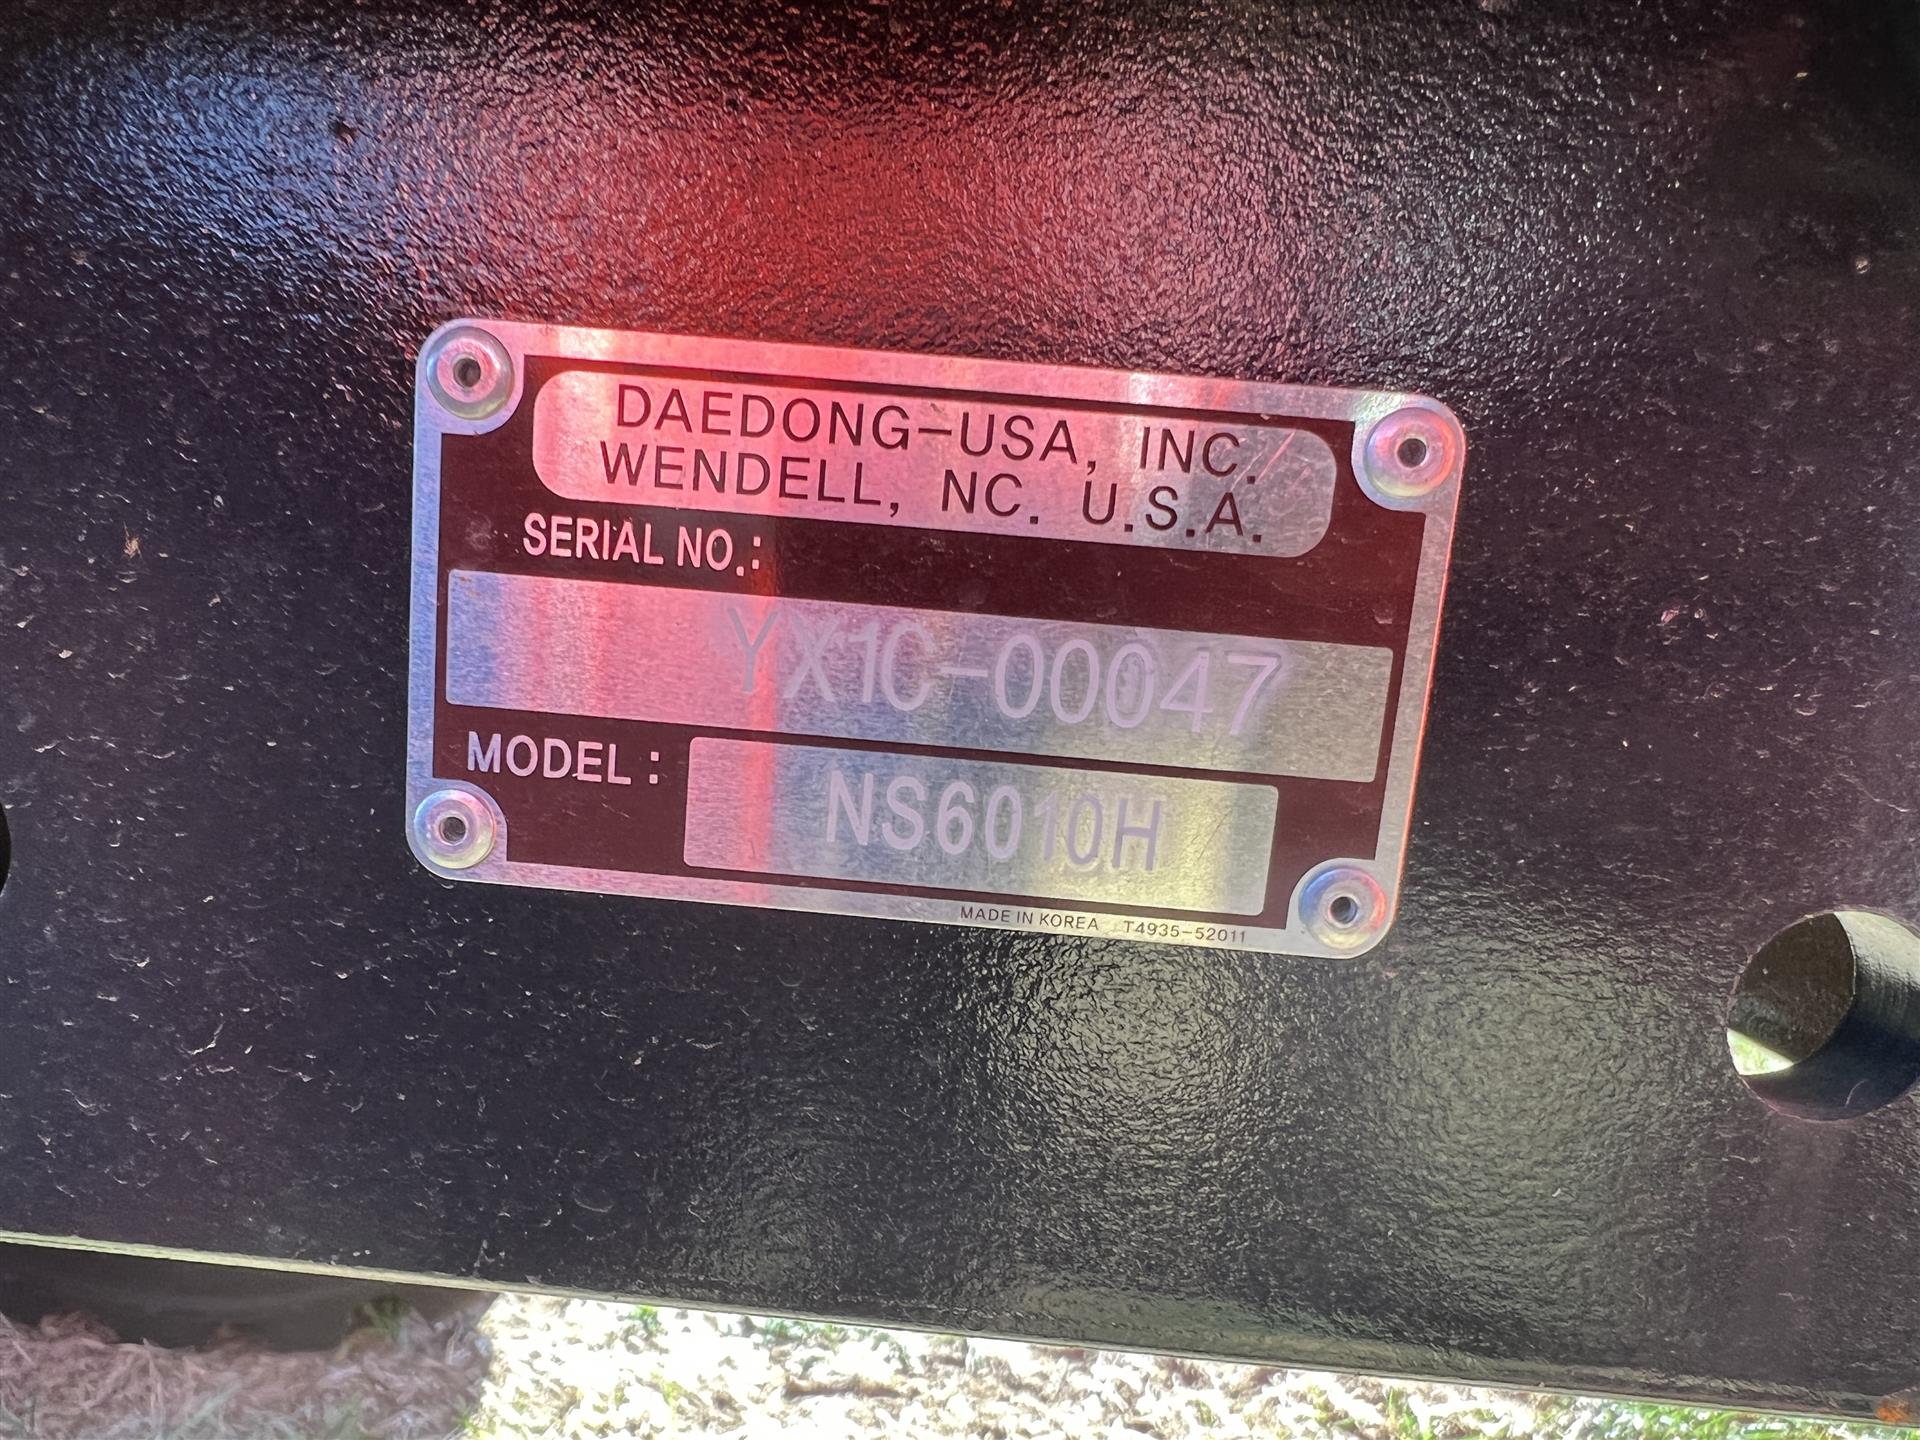 DAEDONG-USA, INC.
WENDELL, NC. U.S.A.
SERIAL NO.:
YX1C-00047
MODEL : NS6010H
MADE IN KOREA T4935-52011